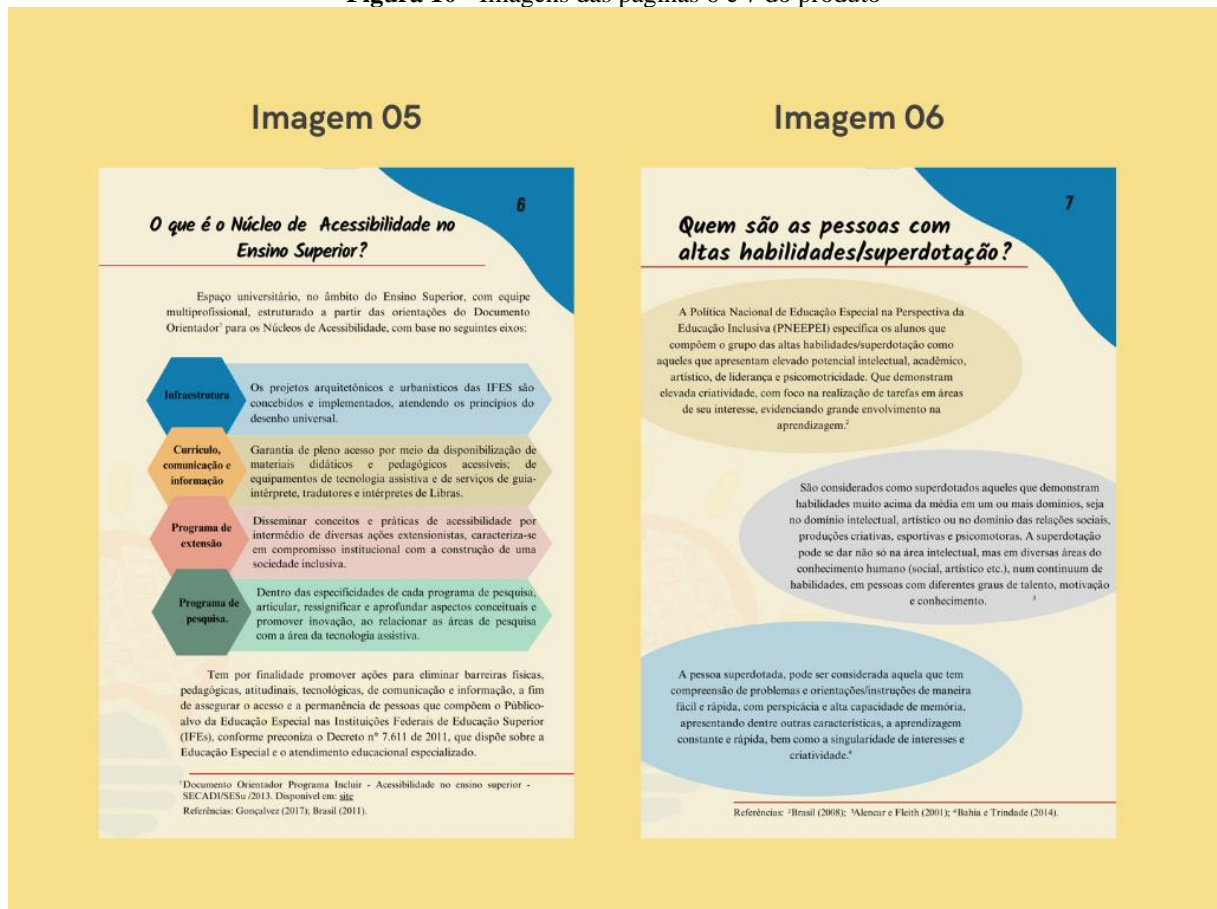 Figura 10 - Imagens das páginas 6 e 7 do produto
Imagem 05
6
O que é o Núcleo de Acessibilidade no
Ensino Superior?
Espaço universitário, no âmbito do Ensino Superior, com equipe
multiprofissional, estruturado a partir das orientações do Documento
Orientador¹ para os Núcleos de Acessibilidade, com base no seguintes eixos:
Infraestrutura
Os projetos arquitetônicos e urbanísticos das IFES são
concebidos e implementados, atendendo os princípios do
desenho universal.
Currículo,
comunicação e
informação
Garantia de pleno acesso por meio da disponibilização de
materiais didáticos e pedagógicos acessíveis; de
equipamentos de tecnologia assistiva e de serviços de guia-
intérprete, tradutores e intérpretes de Libras.
Programa de
extensão
Disseminar conceitos e práticas de acessibilidade por
intermédio de diversas ações extensionistas, caracteriza-se
em compromisso institucional com a construção de uma
sociedade inclusiva.
Programa de
pesquisa.
Dentro das especificidades de cada programa de pesquisa,
articular, ressignificar e aprofundar aspectos conceituais e
promover inovação, ao relacionar as áreas de pesquisa
com a área da tecnologia assistiva.
Tem por finalidade promover ações para eliminar barreiras físicas,
pedagógicas, atitudinais, tecnológicas, de comunicação e informação, a fim
de assegurar o acesso e a permanência de pessoas que compõem o Público-
alvo da Educação Especial nas Instituições Federais de Educação Superior
(IFEs), conforme preconiza o Decreto nº 7.611 de 2011, que dispõe sobre a
Educação Especial e o atendimento educacional especializado.
¹Documento Orientador Programa Incluir - Acessibilidade no ensino superior -
SECADI/SESu /2013. Disponível em: site
Referências: Gonçalvez (2017); Brasil (2011).
Imagem 06
7
Quem são as pessoas com
altas habilidades/superdotação?
A Política Nacional de Educação Especial na Perspectiva da
Educação Inclusiva (PNEEPEI) especifica os alunos que
compõem o grupo das altas habilidades/superdotação como
aqueles que apresentam elevado potencial intelectual, acadêmico,
artístico, de liderança e psicomotricidade. Que demonstram
elevada criatividade, com foco na realização de tarefas em áreas
de seu interesse, evidenciando grande envolvimento na
aprendizagem.²
São considerados como superdotados aqueles que demonstram
habilidades muito acima da média em um ou mais domínios, seja
no domínio intelectual, artístico ou no domínio das relações sociais,
produções criativas, esportivas e psicomotoras. A superdotação
pode se dar não só na área intelectual, mas em diversas áreas do
conhecimento humano (social, artístico etc.), num continuum de
habilidades, em pessoas com diferentes graus de talento, motivação
e conhecimento. ³
A pessoa superdotada, pode ser considerada aquela que tem
compreensão de problemas e orientações/instruções de maneira
fácil e rápida, com perspicácia e alta capacidade de memória,
apresentando dentre outras características, a aprendizagem
constante e rápida, bem como a singularidade de interesses e
criatividade.⁴
Referências: ²Brasil (2008); ³Alencar e Fleith (2001); ⁴Bahia e Trindade (2014).